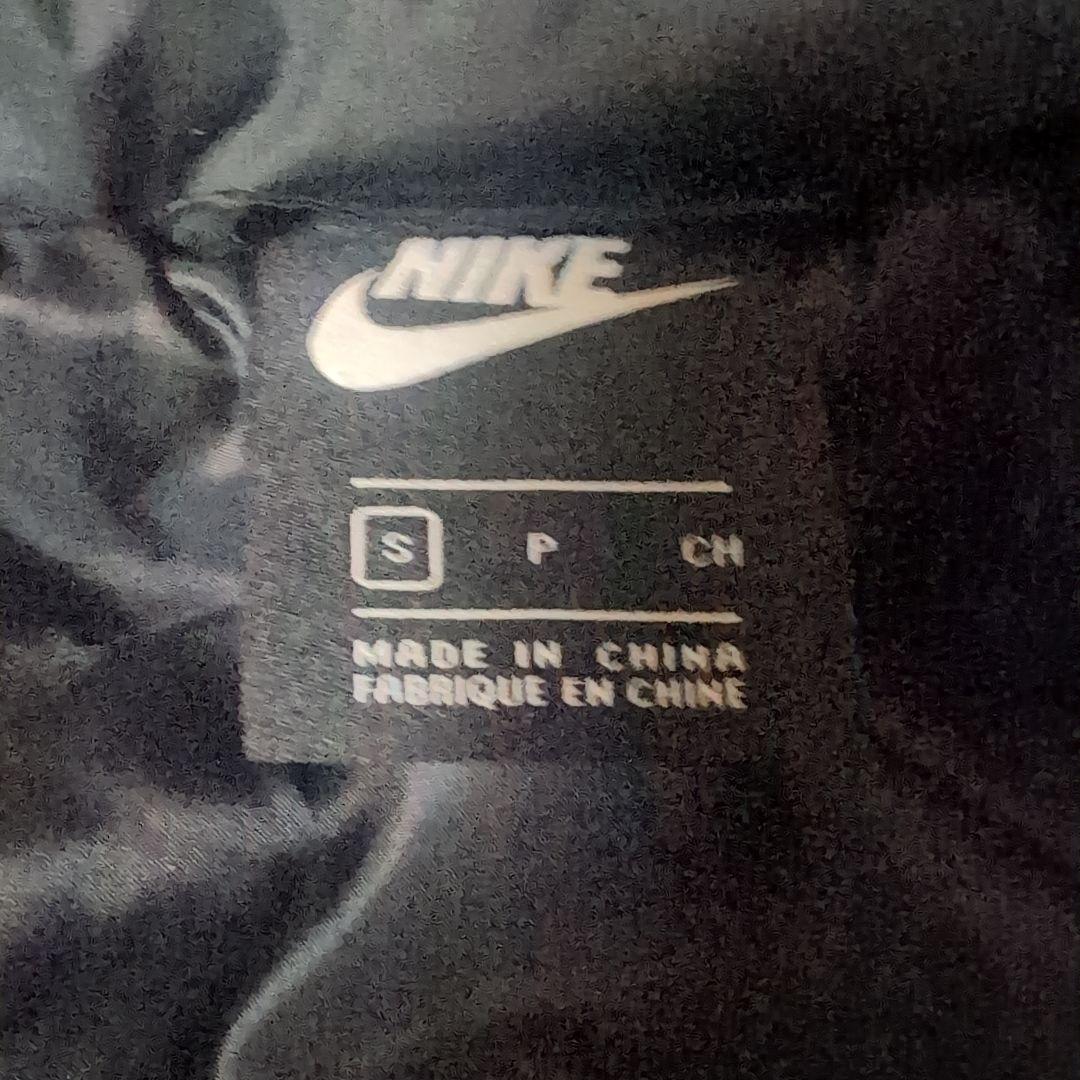 NIKE
S P CH
MADE IN CHINA
FABRIQUE EN CHINE